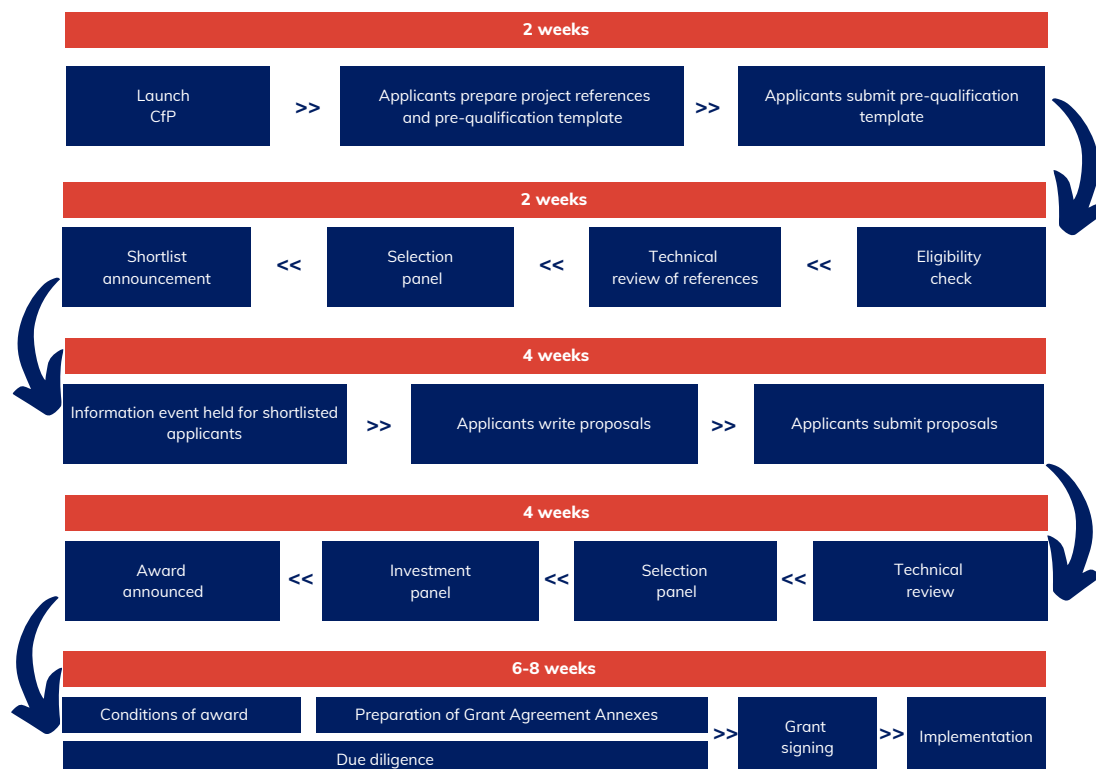 2 weeks
Launch
CfP
>>
Applicants prepare project references
and pre-qualification template
>>
Applicants submit pre-qualification
template
2 weeks
Shortlist
announcement
<<
Selection
panel
<<
Technical
review of references
<<
Eligibility
check
4 weeks
Information event held for shortlisted
applicants
>>
Applicants write proposals
>>
Applicants submit proposals
4 weeks
Award
announced
<<
Investment
panel
<<
Selection
panel
<<
Technical
review
6-8 weeks
Conditions of award
Preparation of Grant Agreement Annexes
Due diligence
>>
Grant
signing
>>
Implementation